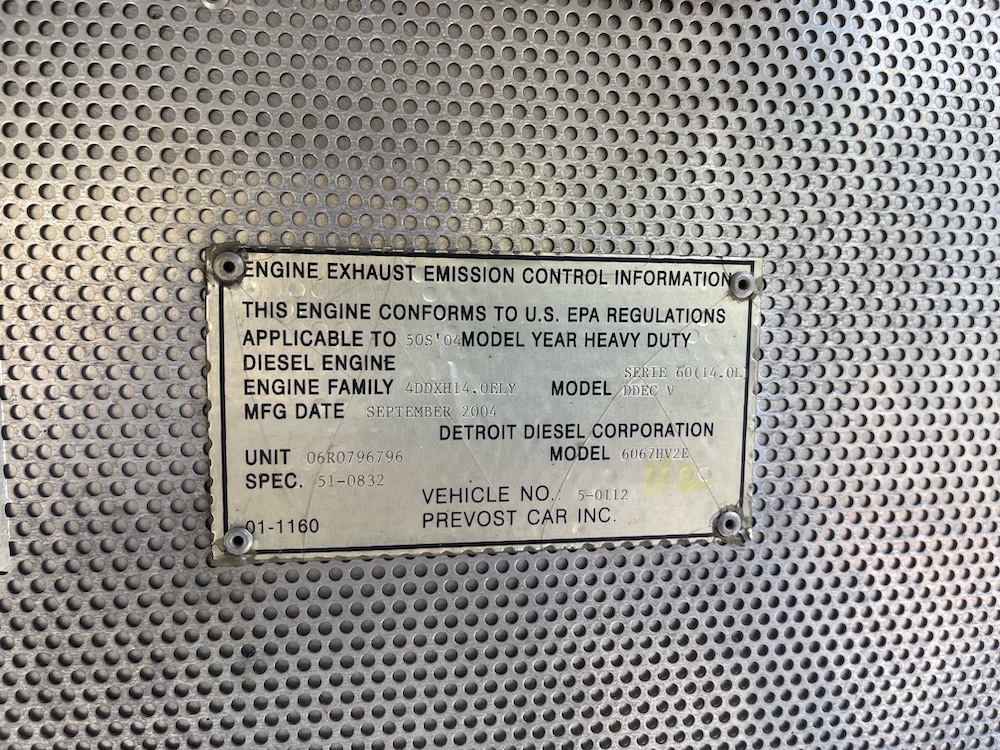 ENGINE EXHAUST EMISSION CONTROL INFORMATION
THIS ENGINE CONFORMS TO U.S. EPA REGULATIONS
APPLICABLE TO 50S'04 MODEL YEAR HEAVY DUTY
DIESEL ENGINE
SERIE 60(14.0L
ENGINE FAMILY 4DDXH14.0ELY MODEL DDEC V
MFG DATE SEPTEMBER 2004
DETROIT DIESEL CORPORATION
UNIT 06R0796796 MODEL 6067HV2E
SPEC. 51-0832
VEHICLE NO. 5-0112
01-1160 PREVOST CAR INC.